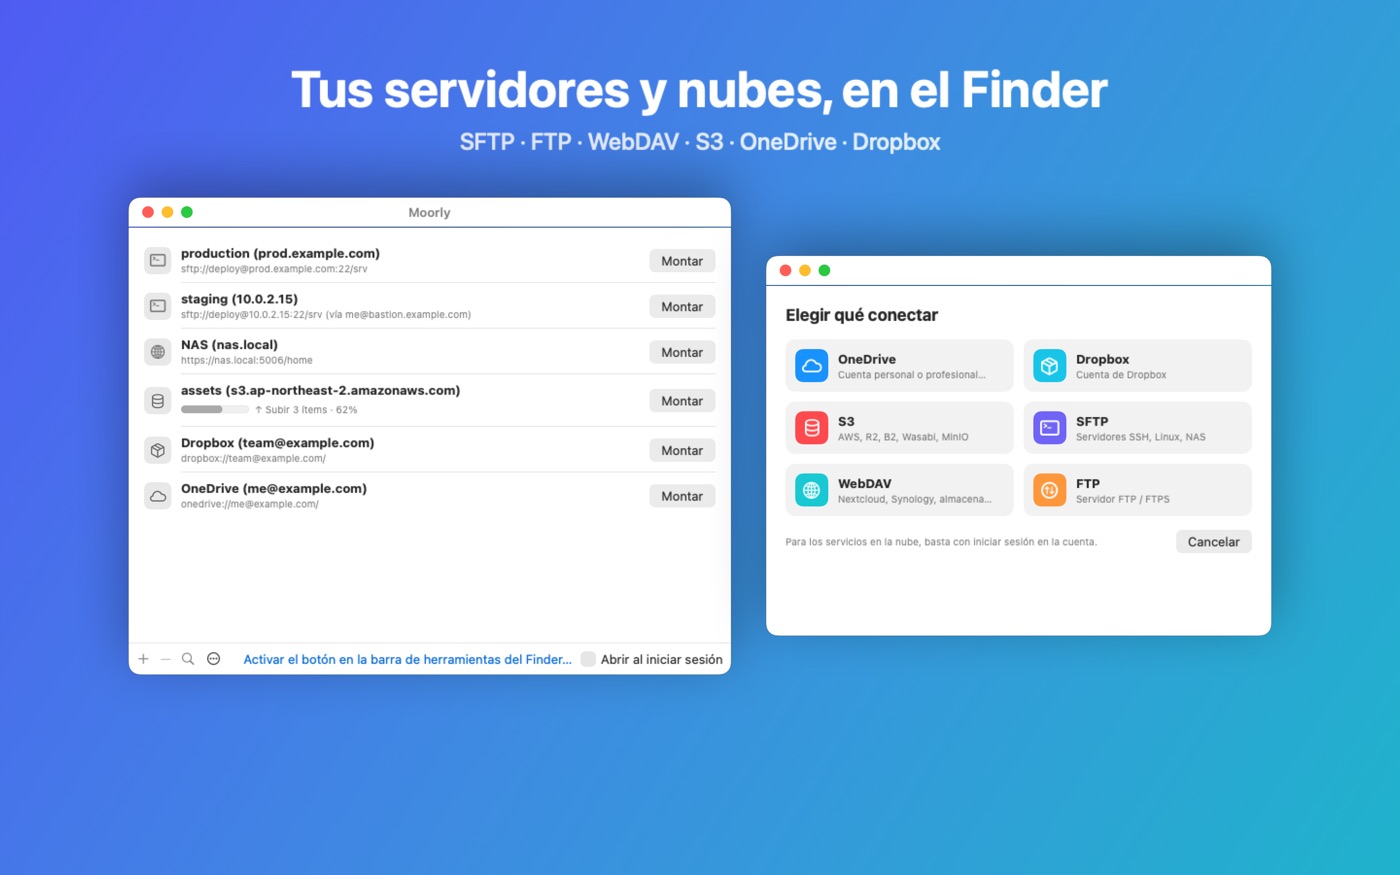 Tus servidores y nubes, en el Finder
SFTP · FTP · WebDAV · S3 · OneDrive · Dropbox
Moorly
production (prod.example.com)
sftp://deploy@prod.example.com:22/srv
Montar
staging (10.0.2.15)
sftp://deploy@10.0.2.15:22/srv (vía me@bastion.example.com)
Montar
NAS (nas.local)
https://nas.local:5006/home
Montar
assets (s3.ap-northeast-2.amazonaws.com)
↑ Subir 3 ítems · 62%
Montar
Dropbox (team@example.com)
dropbox://team@example.com/
Montar
OneDrive (me@example.com)
onedrive://me@example.com/
Montar
Activar el botón en la barra de herramientas del Finder...
Abrir al iniciar sesión
Elegir qué conectar
OneDrive
Cuenta personal o profesional...
Dropbox
Cuenta de Dropbox
S3
AWS, R2, B2, Wasabi, MinIO
SFTP
Servidores SSH, Linux, NAS
WebDAV
Nextcloud, Synology, almacena...
FTP
Servidor FTP / FTPS
Para los servicios en la nube, basta con iniciar sesión en la cuenta.
Cancelar